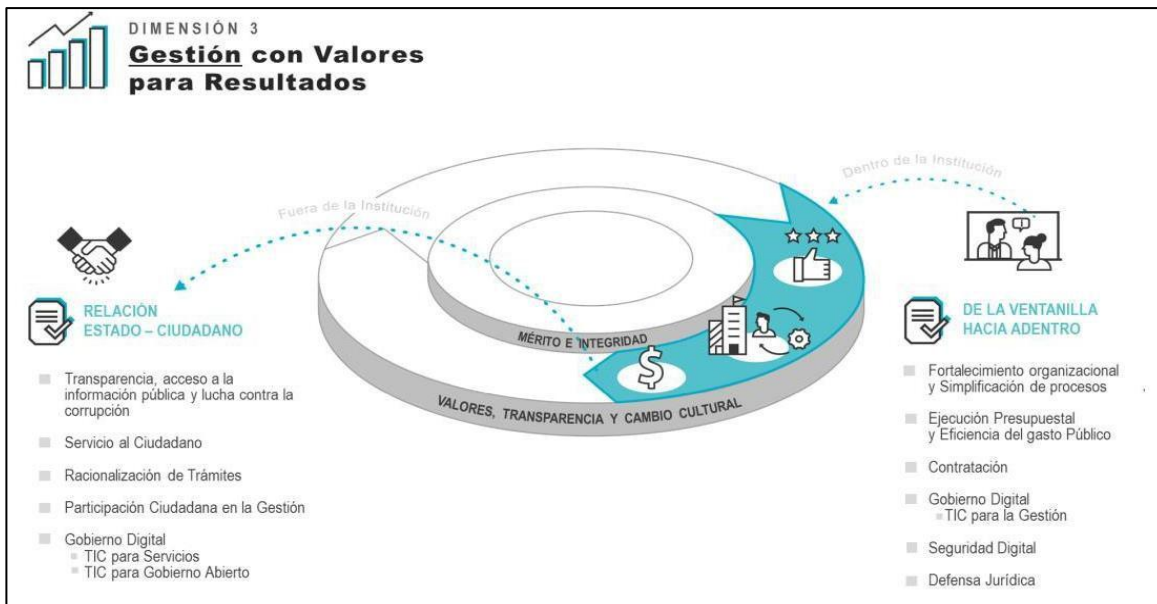 DIMENSIÓN 3
Gestión con Valores
para Resultados
Fuera de la Institución
Dentro de la Institución
RELACIÓN
ESTADO – CIUDADANO
Transparencia, acceso a la
información pública y lucha contra la
corrupción
Servicio al Ciudadano
Racionalización de Trámites
Participación Ciudadana en la Gestión
Gobierno Digital
TIC para Servicios
TIC para Gobierno Abierto
MÉRITO E INTEGRIDAD
$
VALORES, TRANSPARENCIA Y CAMBIO CULTURAL
DE LA VENTANILLA
HACIA ADENTRO
Fortalecimiento organizacional
y Simplificación de procesos
Ejecución Presupuestal
y Eficiencia del gasto Público
Contratación
Gobierno Digital
TIC para la Gestión
Seguridad Digital
Defensa Jurídica